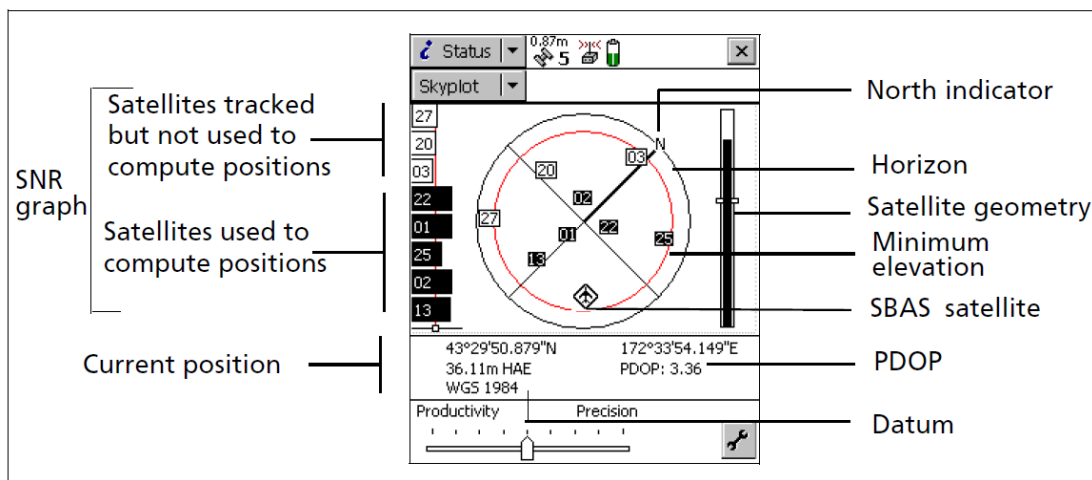 Status
0.87m
5
Skyplot
SNR
graph
Satellites tracked
but not used to
compute positions
Satellites used to
compute positions
Current position
27
20
03
22
01
25
02
13
N
03
20
02
27
22
01
25
13
North indicator
Horizon
Satellite geometry
Minimum
elevation
SBAS satellite
PDOP
Datum
43°29'50.879"N 172°33'54.149"E
36.11m HAE PDOP: 3.36
WGS 1984
Productivity Precision